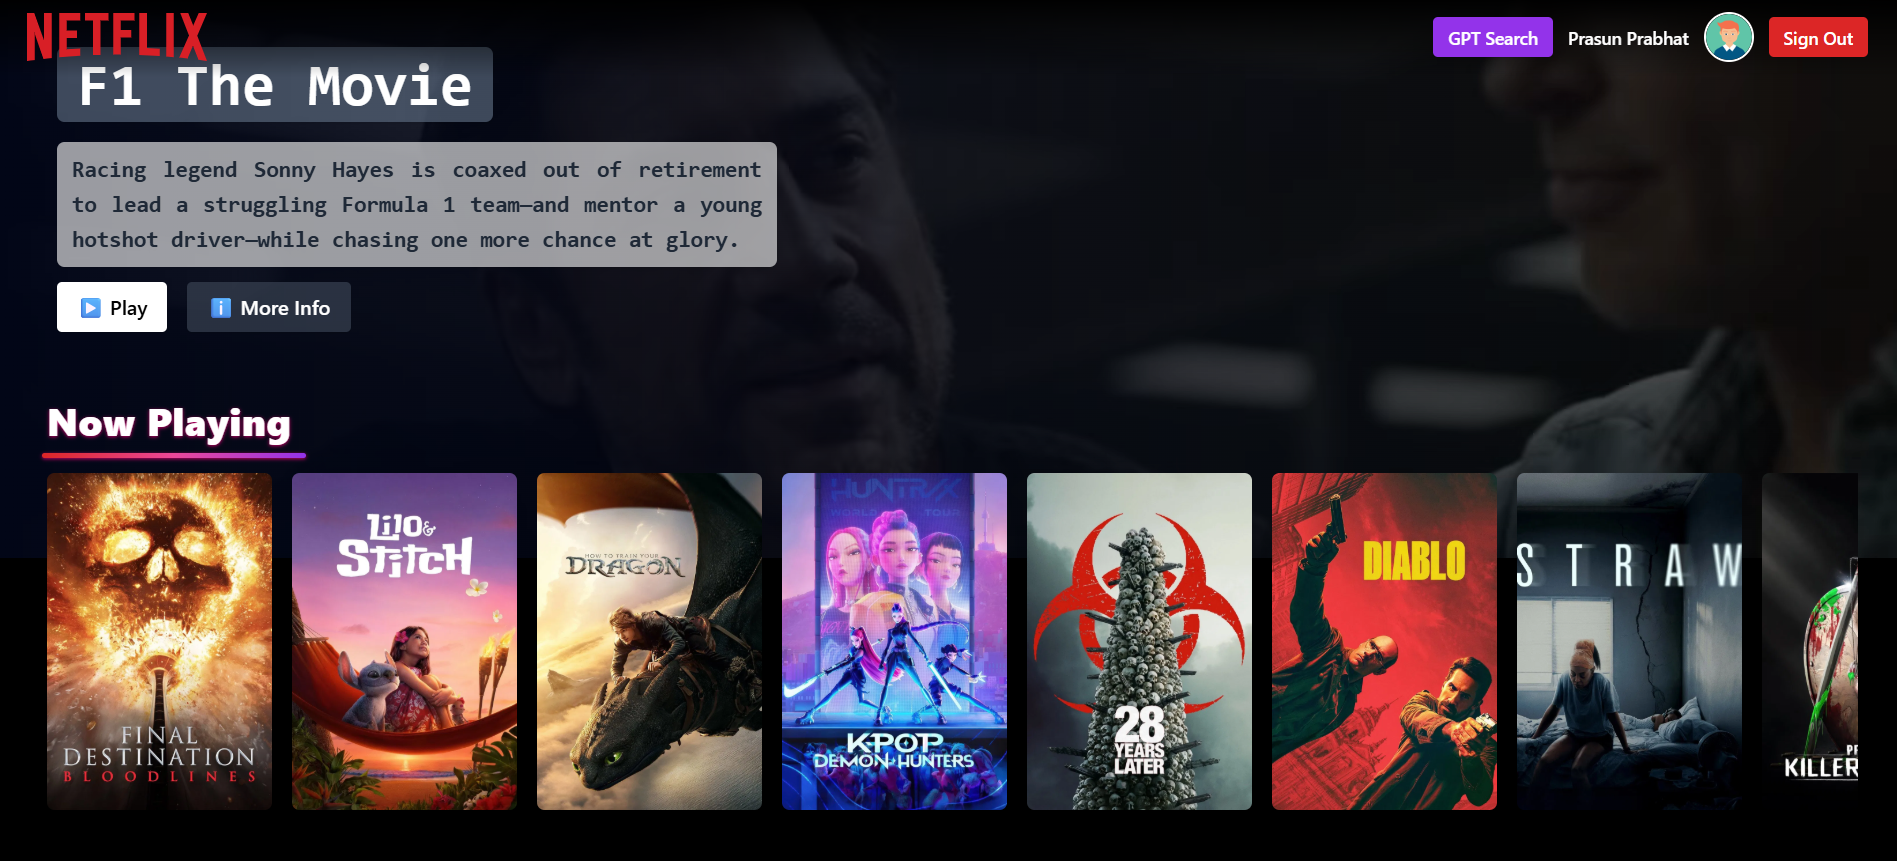 NETFLIX
GPT Search
Prasun Prabhat
Sign Out
F1 The Movie
Racing legend Sonny Hayes is coaxed out of retirement
to lead a struggling Formula 1 team—and mentor a young
hotshot driver—while chasing one more chance at glory.
Play
More Info
Now Playing
FINAL
DESTINATION
BLOODLINES
Lilo &
Stitch
HOW TO TRAIN YOUR
DRAGON
HUNTR/X
WORLD TOUR
KPOP
DEMON HUNTERS
28
YEARS
LATER
DIABLO
STRAW
KILLER